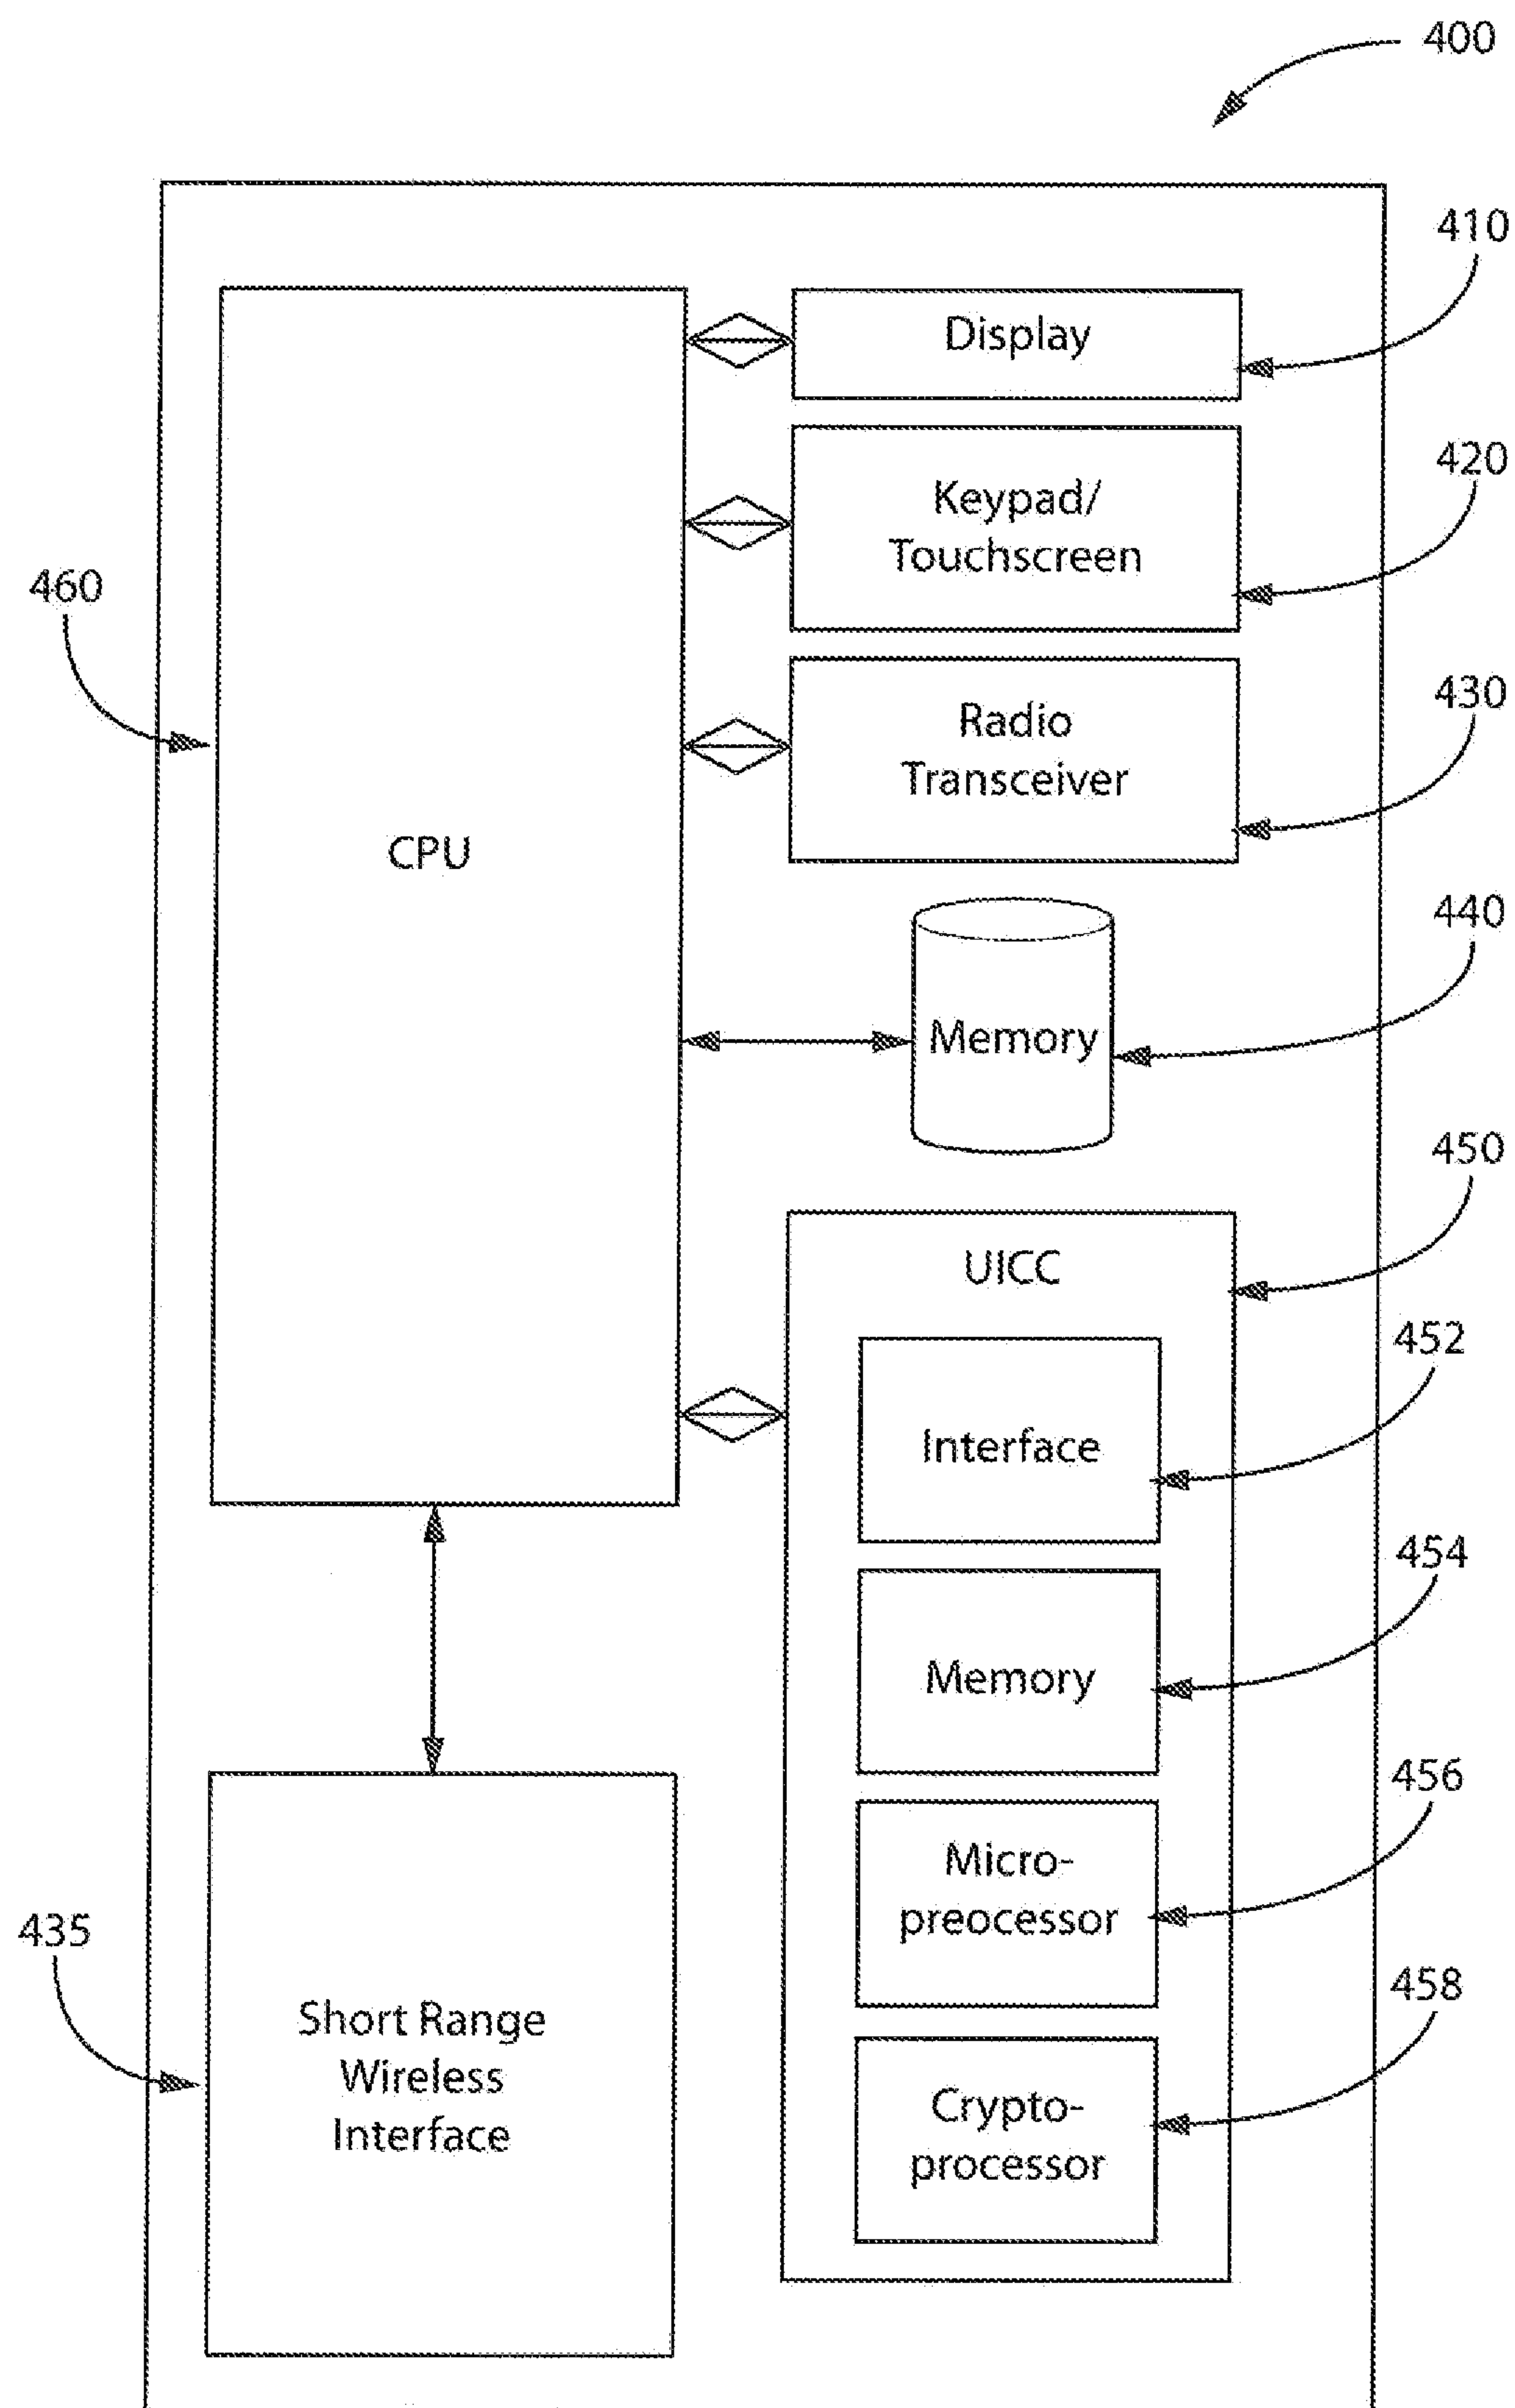 400
410
Display
420
Keypad/
Touchscreen
460
430
Radio
Transceiver
CPU
440
Memory
450
UICC
452
Interface
454
Memory
456
Micro-
preocessor
435
458
Short Range
Wireless
Interface
Crypto-
processor